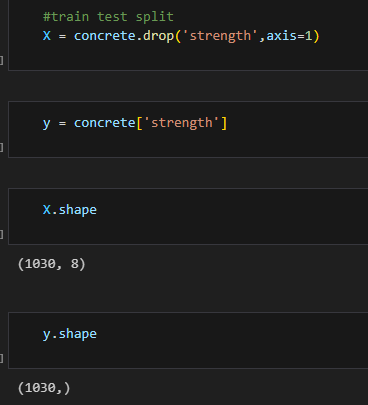 #train test split
X = concrete.drop('strength',axis=1)
]
y = concrete['strength']
]
X.shape
]
(1030, 8)
y.shape
]
(1030,)